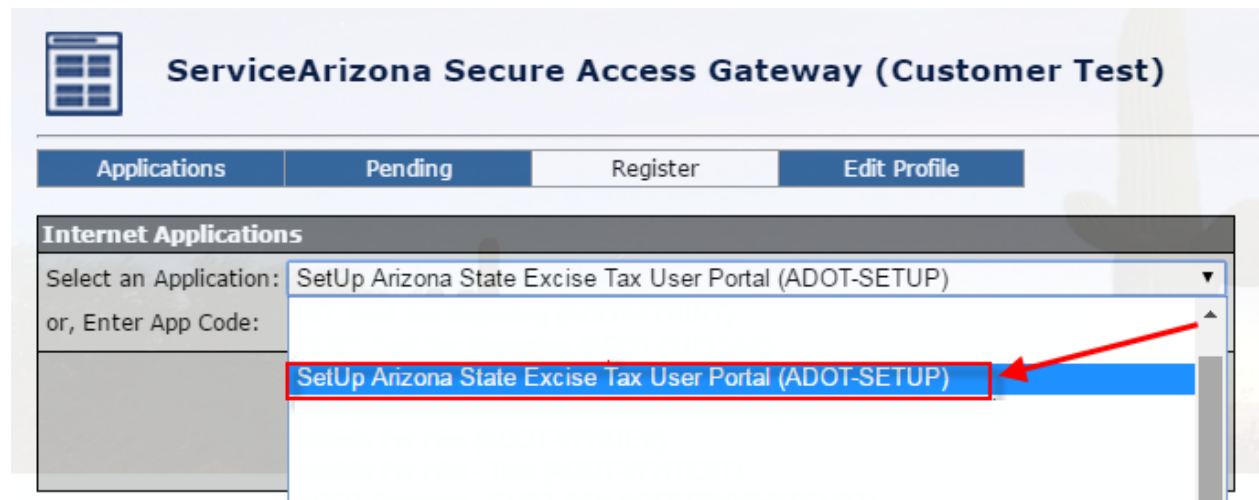 ServiceArizona Secure Access Gateway (Customer Test)
Applications Pending Register Edit Profile
Internet Applications
Select an Application: SetUp Arizona State Excise Tax User Portal (ADOT-SETUP)
or, Enter App Code:
SetUp Arizona State Excise Tax User Portal (ADOT-SETUP)